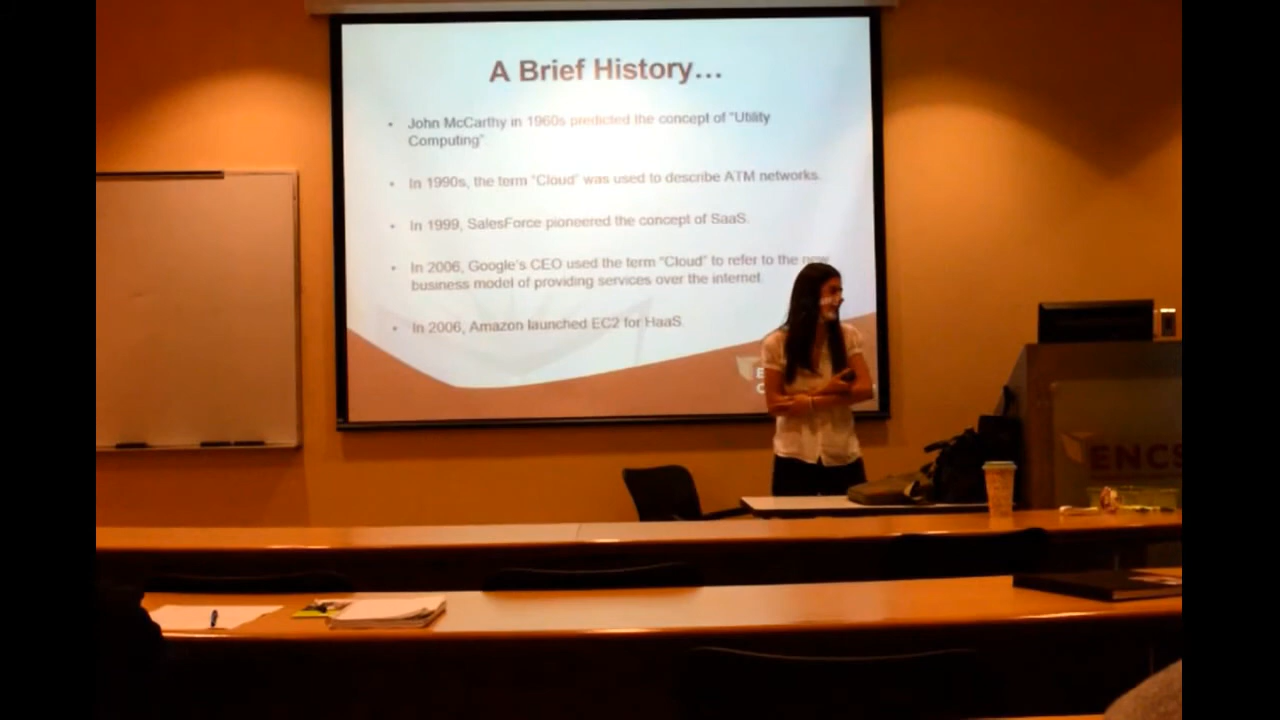 A Brief History...
• John McCarthy in 1960s predicted the concept of "Utility
Computing"
• In 1990s, the term "Cloud" was used to describe ATM networks.
• In 1999, SalesForce pioneered the concept of SaaS.
• In 2006, Google's CEO used the term "Cloud" to refer to the new
business model of providing services over the internet.
• In 2006, Amazon launched EC2 for HaaS.
ENCS